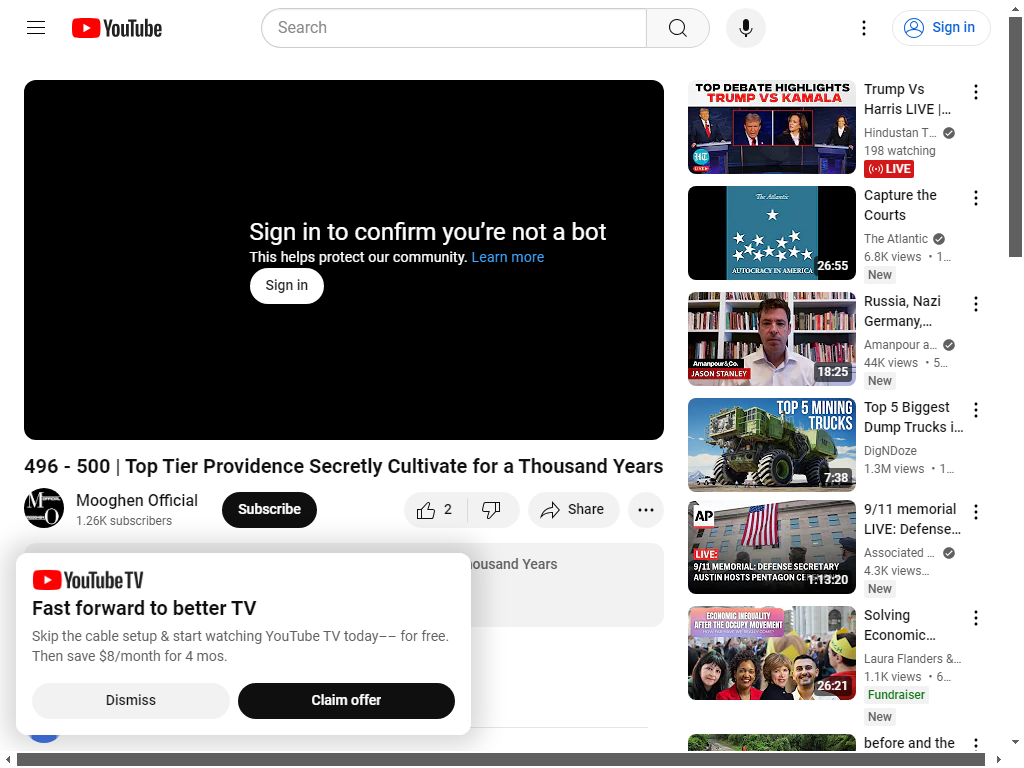 YouTube
Search
Sign in
Sign in to confirm you're not a bot
This helps protect our community. Learn more
Sign in
496 - 500 | Top Tier Providence Secretly Cultivate for a Thousand Years
Mooghen Official
1.26K subscribers
Subscribe
2
Share
housand Years
YouTube TV
Fast forward to better TV
Skip the cable setup & start watching YouTube TV today–– for free.
Then save $8/month for 4 mos.
Dismiss
Claim offer
TOP DEBATE HIGHLIGHTS
TRUMP VS KAMALA
HT
Trump Vs
Harris LIVE |...
Hindustan T...
198 watching
LIVE
The Atlantic
AUTOCRACY IN AMERICA
26:55
Capture the
Courts
The Atlantic
6.8K views • 1...
New
Amanpour&Co.
JASON STANLEY
18:25
Russia, Nazi
Germany,...
Amanpour a...
44K views • 5...
New
TOP 5 MINING
TRUCKS
7:38
Top 5 Biggest
Dump Trucks i...
DigNDoze
1.3M views • 1...
AP
LIVE:
9/11 MEMORIAL: DEFENSE SECRETARY
AUSTIN HOSTS PENTAGON
1:13:20
9/11 memorial
LIVE: Defense...
Associated ...
4.3K views...
New
ECONOMIC INEQUALITY
AFTER THE OCCUPY MOVEMENT
HOW FAR HAVE WE REALLY COME?
26:21
Solving
Economic...
Laura Flanders &...
1.1K views • 6...
Fundraiser
New
before and the